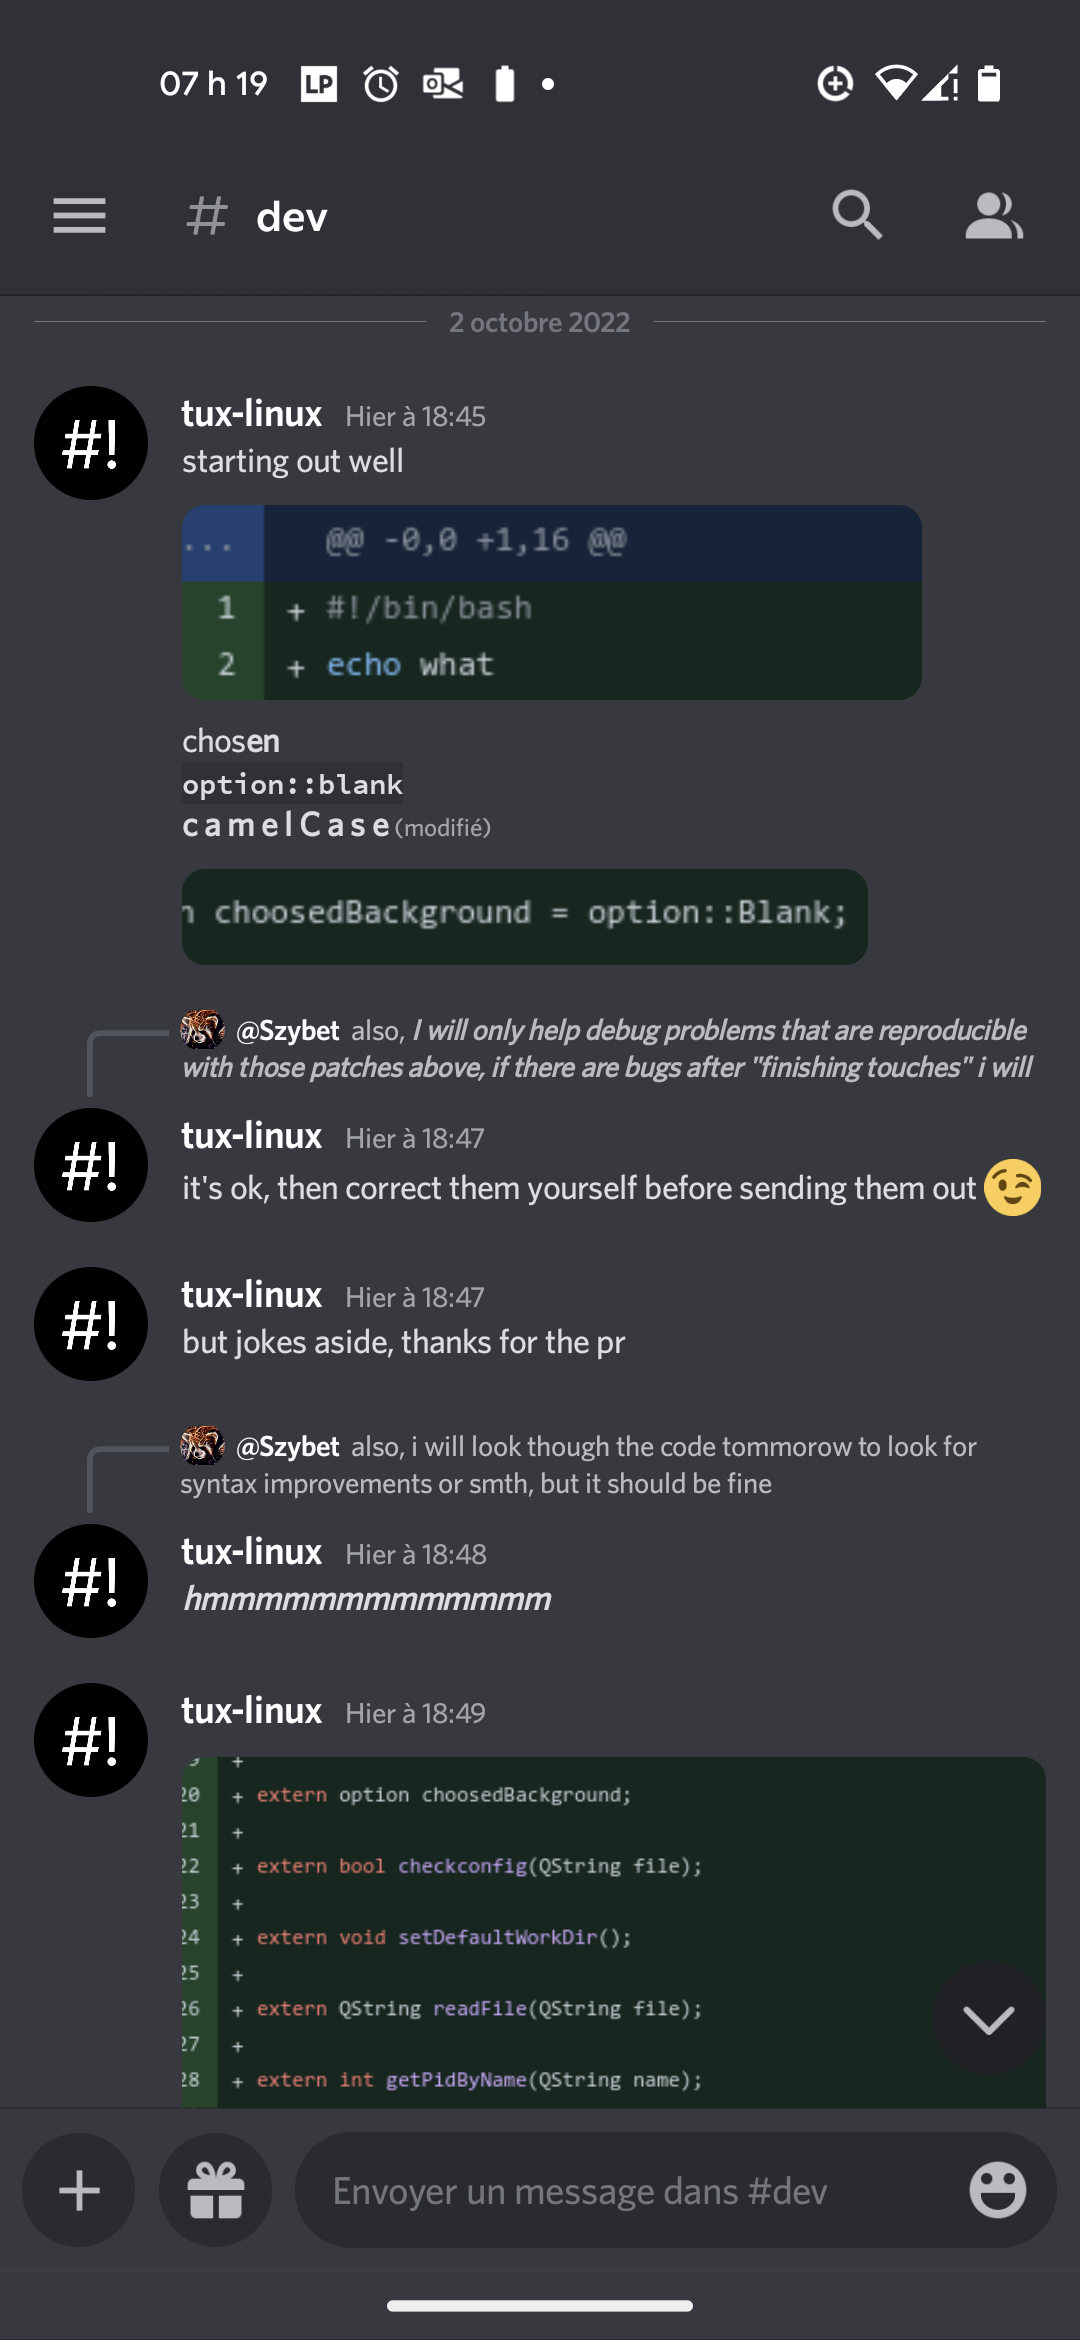 07 h 19
LP
# dev
2 octobre 2022
#!
tux-linux Hier à 18:45
starting out well
... @@ -0,0 +1,16 @@
1 + #!/bin/bash
2 + echo what
chosen
option::blank
camelCase (modifié)
n choosedBackground = option::Blank;
@Szybet also, I will only help debug problems that are reproducible
with those patches above, if there are bugs after "finishing touches" i will
#!
tux-linux Hier à 18:47
it's ok, then correct them yourself before sending them out
#!
tux-linux Hier à 18:47
but jokes aside, thanks for the pr
@Szybet also, i will look though the code tommorow to look for
syntax improvements or smth, but it should be fine
#!
tux-linux Hier à 18:48
hmmmmmmmmmmmmm
#!
tux-linux Hier à 18:49
+
20 + extern option choosedBackground;
21 +
22 + extern bool checkconfig(QString file);
23 +
24 + extern void setDefaultWorkDir();
25 +
26 + extern QString readFile(QString file);
27 +
28 + extern int getPidByName(QString name);
Envoyer un message dans #dev